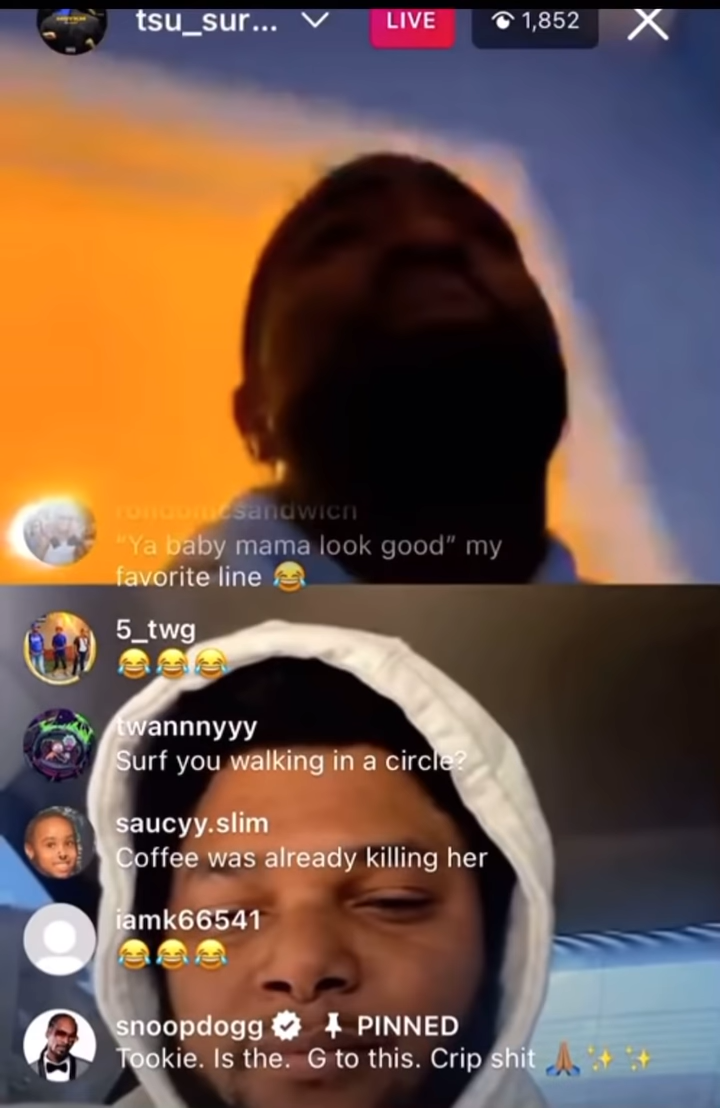 tsu_sur...
LIVE
1,852
"Ya baby mama look good" my
favorite line 😂
5_twg
😂😂😂
twannnyyy
Surf you walking in a circle?
saucyy.slim
Coffee was already killing her
iamk66541
😂😂😂
snoopdogg PINNED
Tookie. Is the. G to this. Crip shit 🙏🏾✨✨